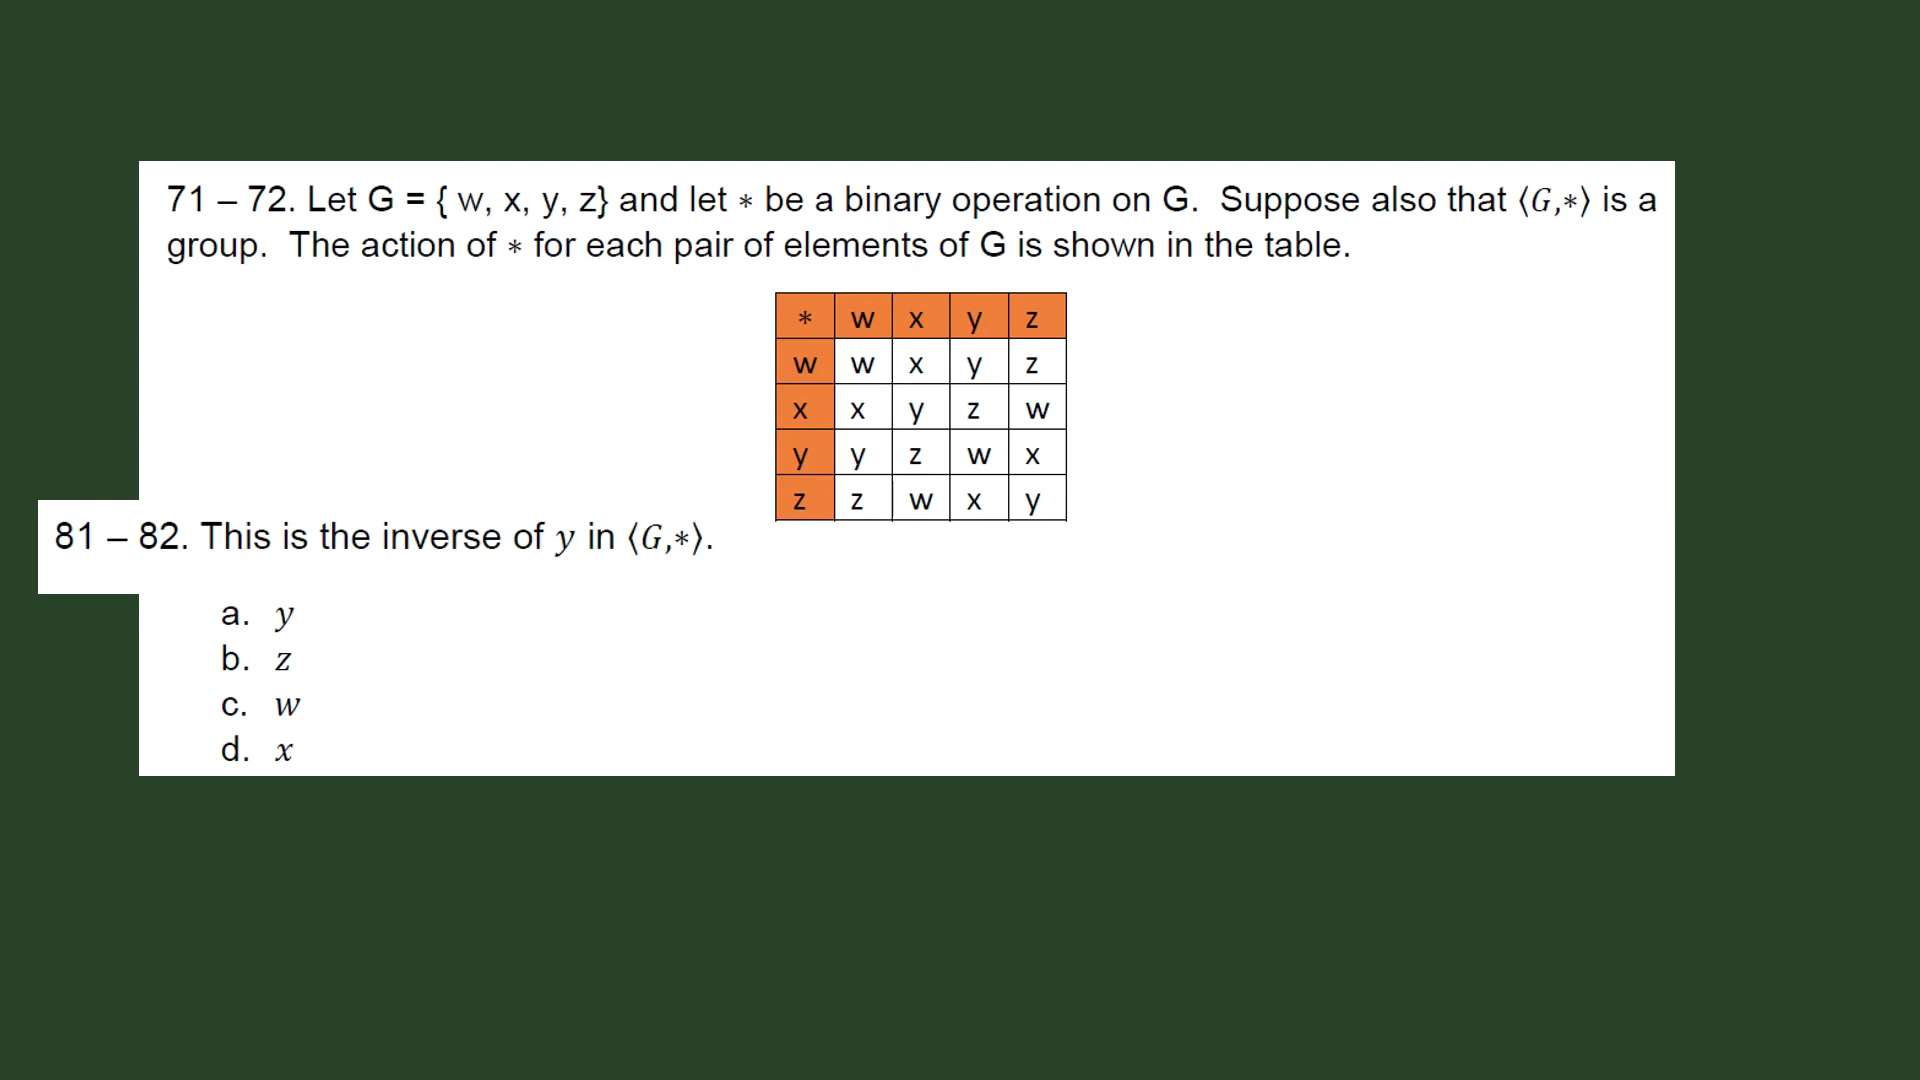 71 – 72. Let G = { w, x, y, z} and let ∗ be a binary operation on G. Suppose also that ⟨G,∗⟩ is a
group. The action of ∗ for each pair of elements of G is shown in the table.
∗ w x y z
w w x y z
x x y z w
y y z w x
z z w x y
81 – 82. This is the inverse of y in ⟨G,∗⟩.
a. y
b. z
c. w
d. x